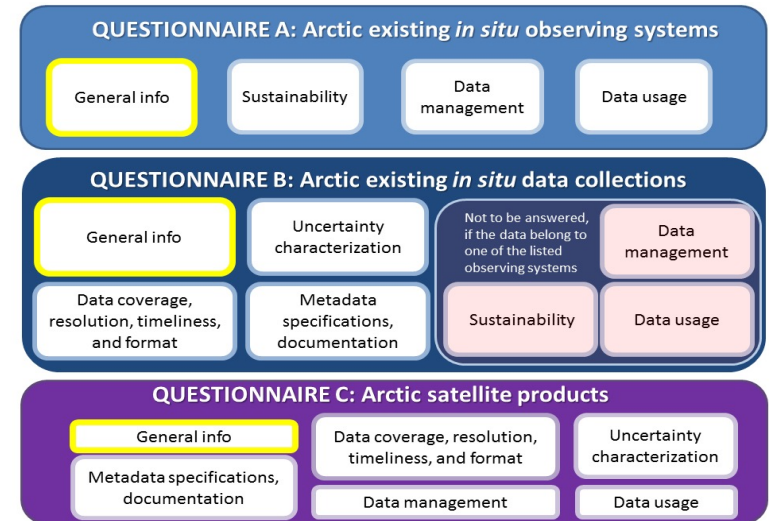 QUESTIONNAIRE A: Arctic existing in situ observing systems
General info
Sustainability
Data
management
Data usage
QUESTIONNAIRE B: Arctic existing in situ data collections
General info
Uncertainty
characterization
Not to be answered,
if the data belong to
one of the listed
observing systems
Data
management
Data coverage,
resolution, timeliness,
and format
Metadata
specifications,
documentation
Sustainability
Data usage
QUESTIONNAIRE C: Arctic satellite products
General info
Data coverage, resolution,
timeliness, and format
Uncertainty
characterization
Metadata specifications,
documentation
Data management
Data usage